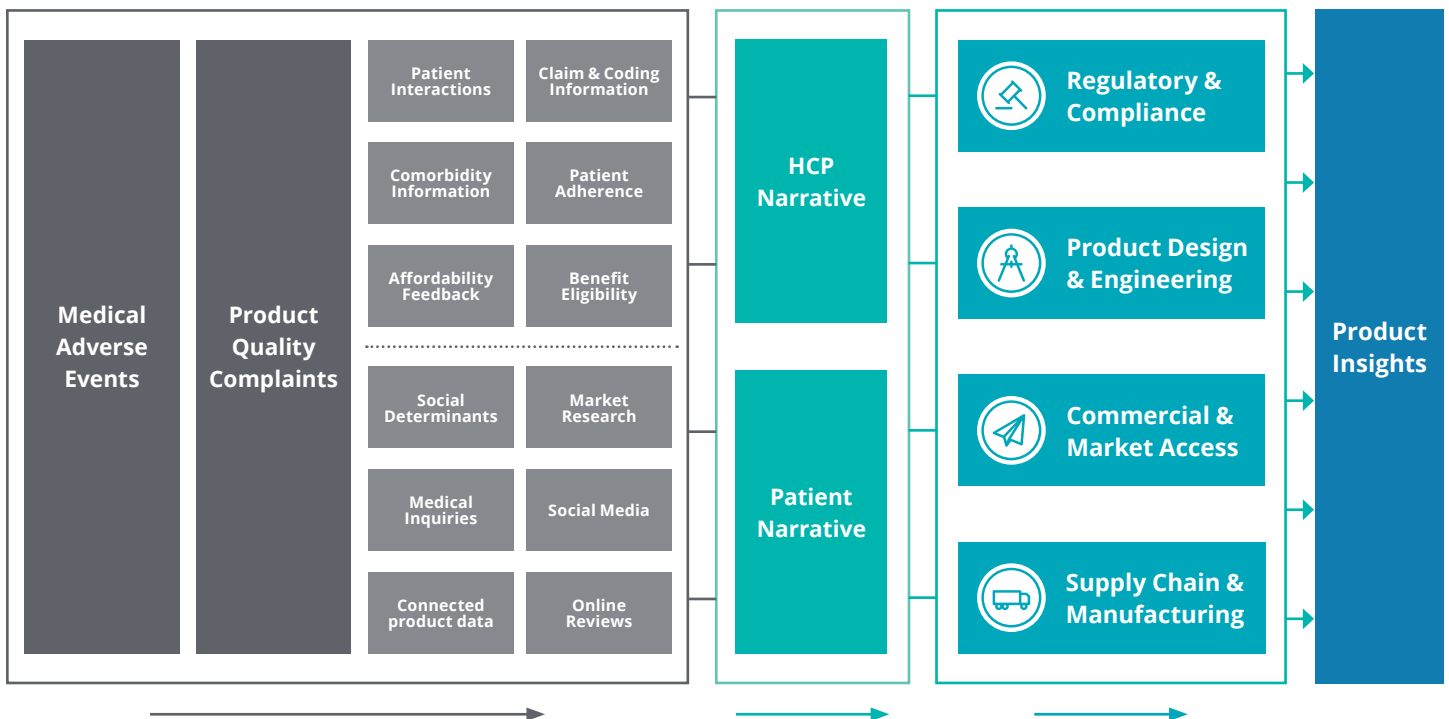 Medical
Adverse
Events
Product
Quality
Complaints
Patient
Interactions
Claim & Coding
Information
Comorbidity
Information
Patient
Adherence
Affordability
Feedback
Benefit
Eligibility
Social
Determinants
Market
Research
Medical
Inquiries
Social Media
Connected
product data
Online
Reviews
HCP
Narrative
Patient
Narrative
Regulatory &
Compliance
Product Design
& Engineering
Commercial &
Market Access
Supply Chain &
Manufacturing
Product
Insights